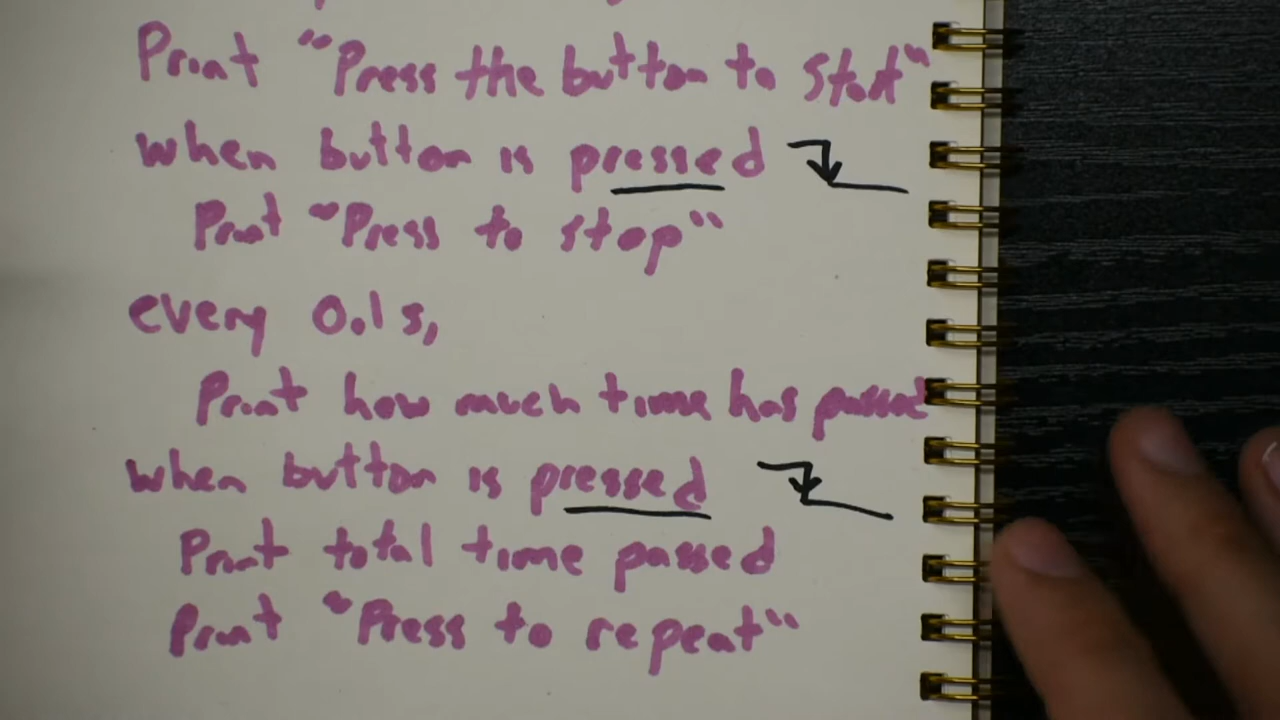 Print "Press the button to start"
when button is pressed
Print "Press to stop"
every 0.1s,
Print how much time has passed
when button is pressed
Print total time passed
Print "Press to repeat"